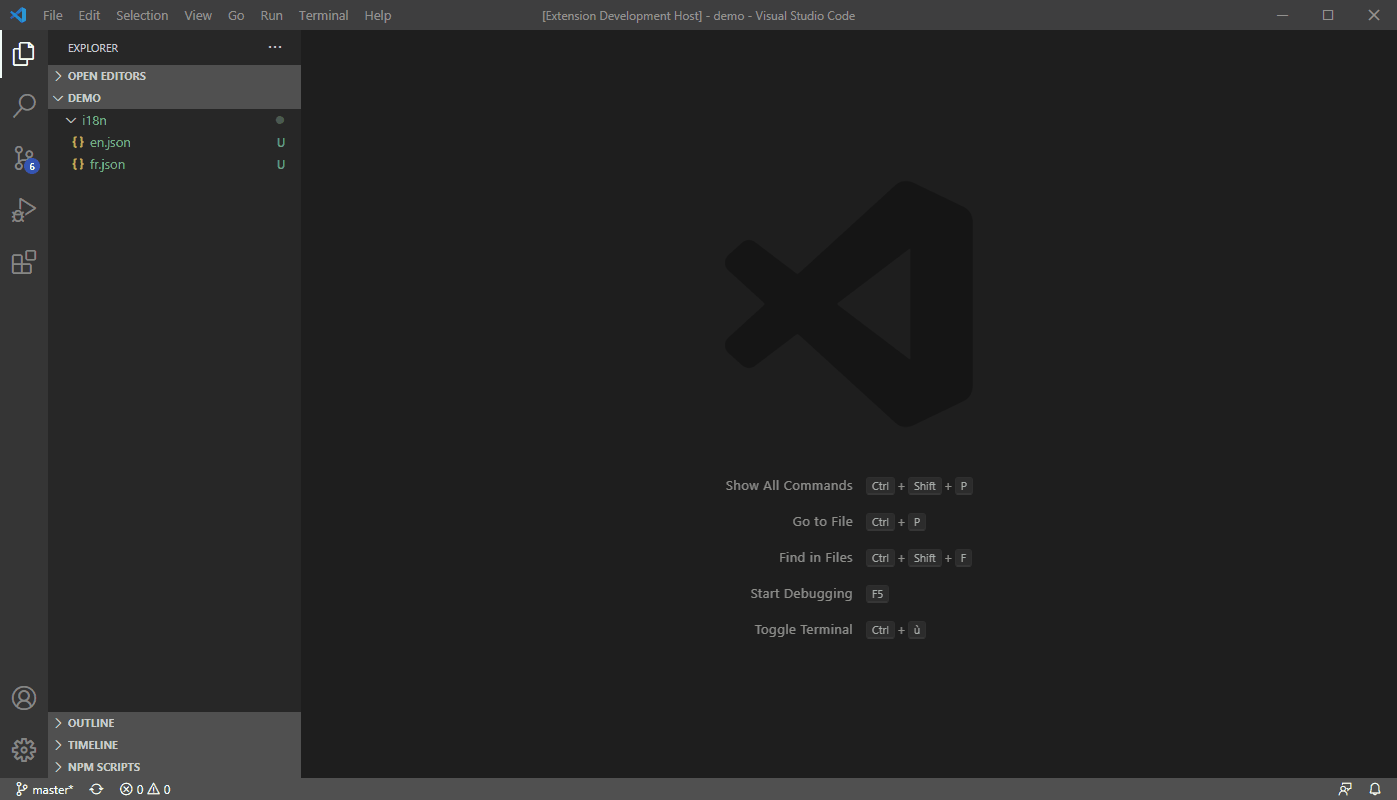 File Edit Selection View Go Run Terminal Help [Extension Development Host] - demo - Visual Studio Code
EXPLORER ...
OPEN EDITORS
DEMO
i18n
{} en.json U
{} fr.json U
6
Show All Commands Ctrl + Shift + P
Go to File Ctrl + P
Find in Files Ctrl + Shift + F
Start Debugging F5
Toggle Terminal Ctrl + ù
OUTLINE
TIMELINE
NPM SCRIPTS
master* 0 0